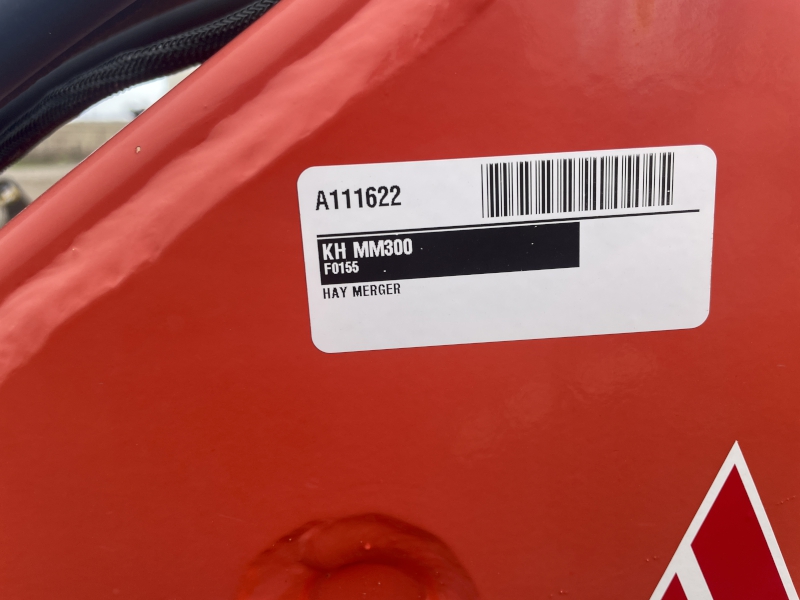 A111622
KH MM300
F0155
HAY MERGER